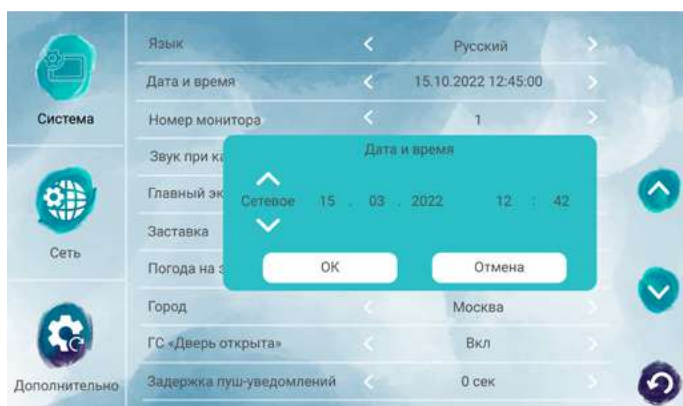 Система
Сеть
Дополнительно
Язык Русский
Дата и время 15.10.2022 12:45:00
Номер монитора 1
Звук при
Главный
Заставка
Погода на
Город Москва
ГС «Дверь открыта» Вкл
Задержка пуш-уведомлений 0 сек
Дата и время
Сетевое 15 . 03 . 2022 12 : 42
ОК Отмена